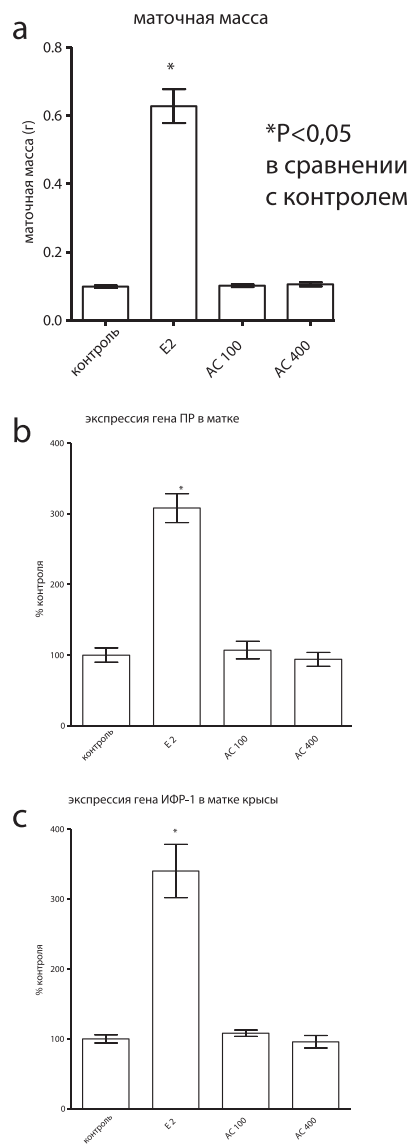 маточная масса
a
0.8
*
0.6
0.4
0.2
0.0
маточная масса (г)
*P<0,05
в сравнении
с контролем
контроль
E2
AC 100
AC 400
b
экспрессия гена ПР в матке
400
300
200
100
0
% контроля
*
контроль
E 2
AC 100
AC 400
c
экспрессия гена ИФР-1 в матке крысы
400
300
200
100
0
% контроля
*
контроль
E 2
AC 100
AC 400